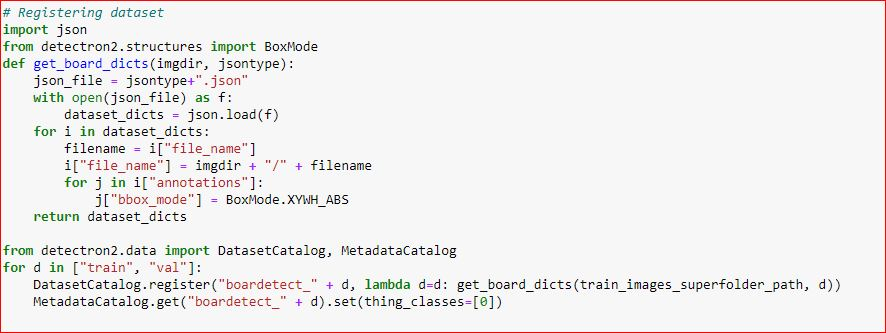 # Registering dataset
import json
from detectron2.structures import BoxMode
def get_board_dicts(imgdir, jsontype):
    json_file = jsontype+".json"
    with open(json_file) as f:
        dataset_dicts = json.load(f)
    for i in dataset_dicts:
        filename = i["file_name"]
        i["file_name"] = imgdir + "/" + filename
        for j in i["annotations"]:
            j["bbox_mode"] = BoxMode.XYWH_ABS
    return dataset_dicts

from detectron2.data import DatasetCatalog, MetadataCatalog
for d in ["train", "val"]:
    DatasetCatalog.register("boardetect_" + d, lambda d=d: get_board_dicts(train_images_superfolder_path, d))
    MetadataCatalog.get("boardetect_" + d).set(thing_classes=[0])